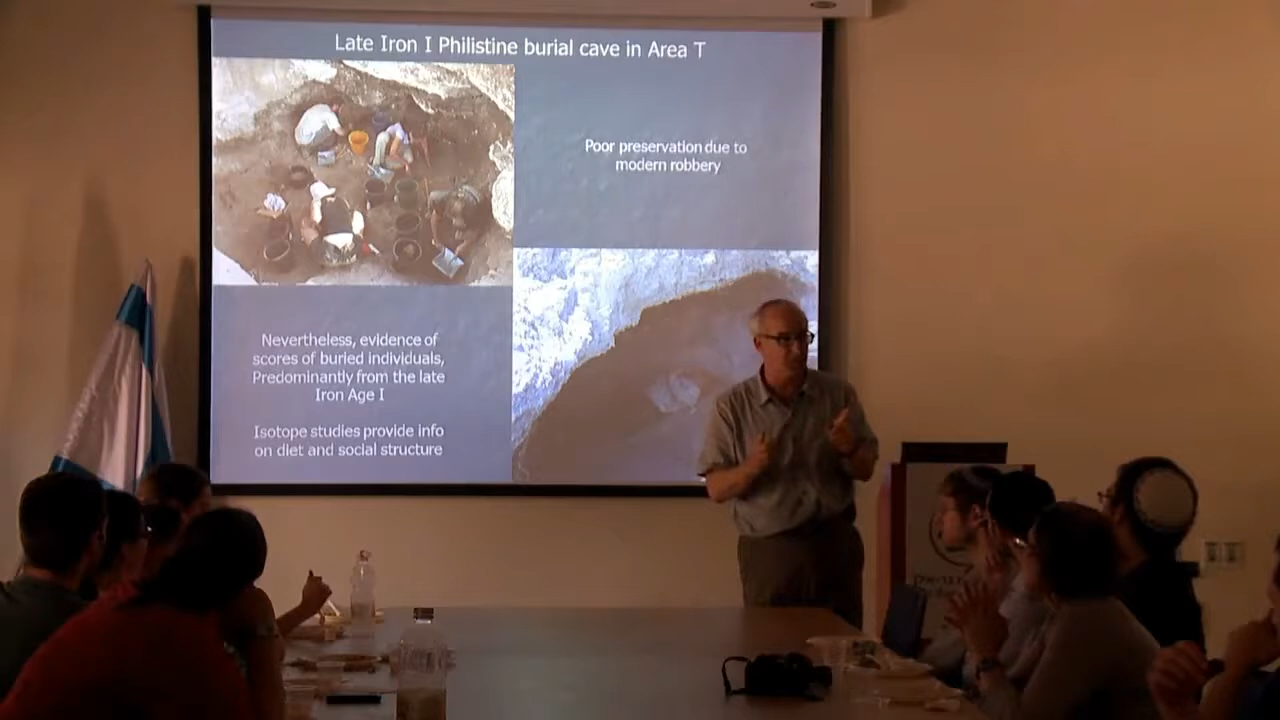 Late Iron I Philistine burial cave in Area T
Poor preservation due to
modern robbery
Nevertheless, evidence of
scores of buried individuals,
Predominantly from the late
Iron Age I
Isotope studies provide info
on diet and social structure